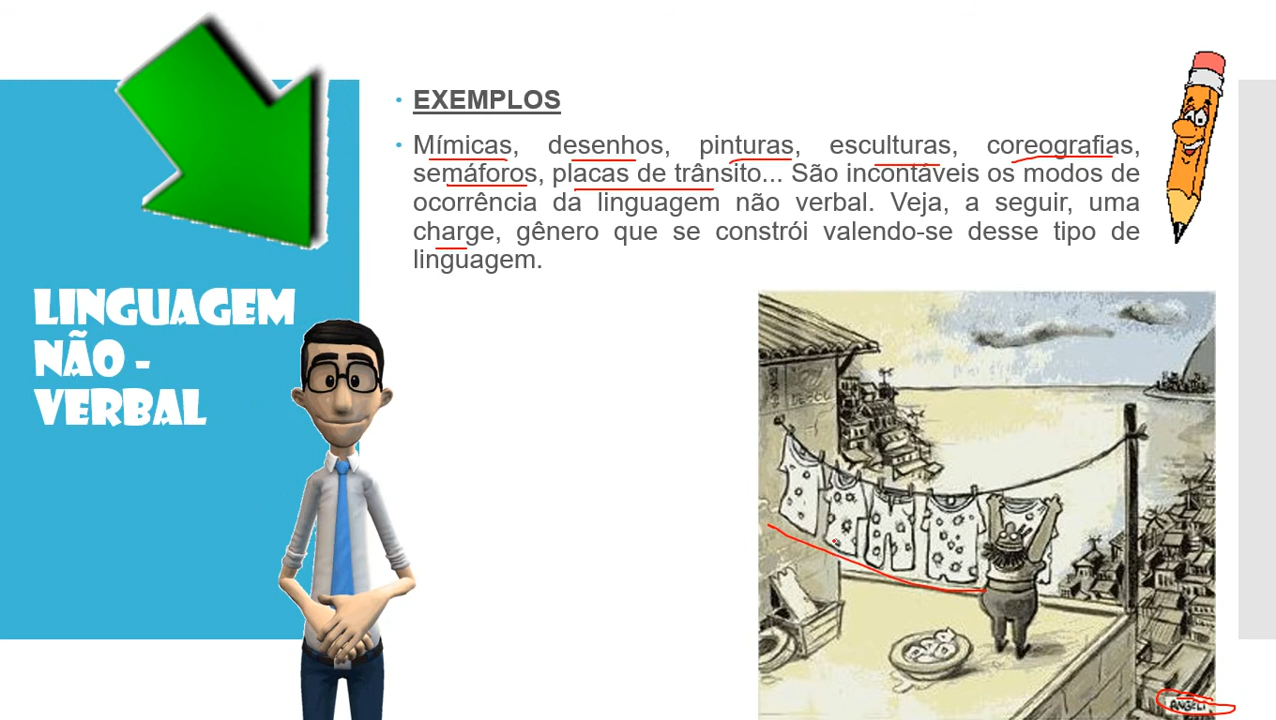 LINGUAGEM
NÃO -
VERBAL
• EXEMPLOS
• Mímicas, desenhos, pinturas, esculturas, coreografias,
semáforos, placas de trânsito... São incontáveis os modos de
ocorrência da linguagem não verbal. Veja, a seguir, uma
charge, gênero que se constrói valendo-se desse tipo de
linguagem.
ANGELI